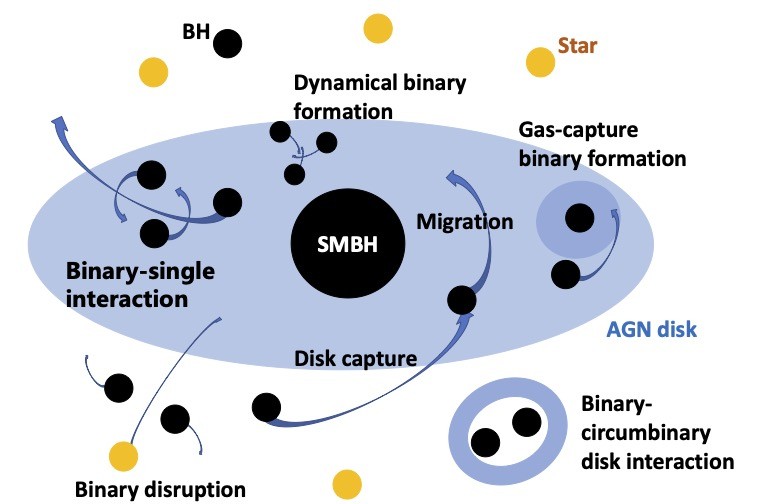 BH
Star
Dynamical binary
formation
Gas-capture
binary formation
Migration
SMBH
Binary-single
interaction
AGN disk
Disk capture
Binary-
circumbinary
disk interaction
Binary disruption